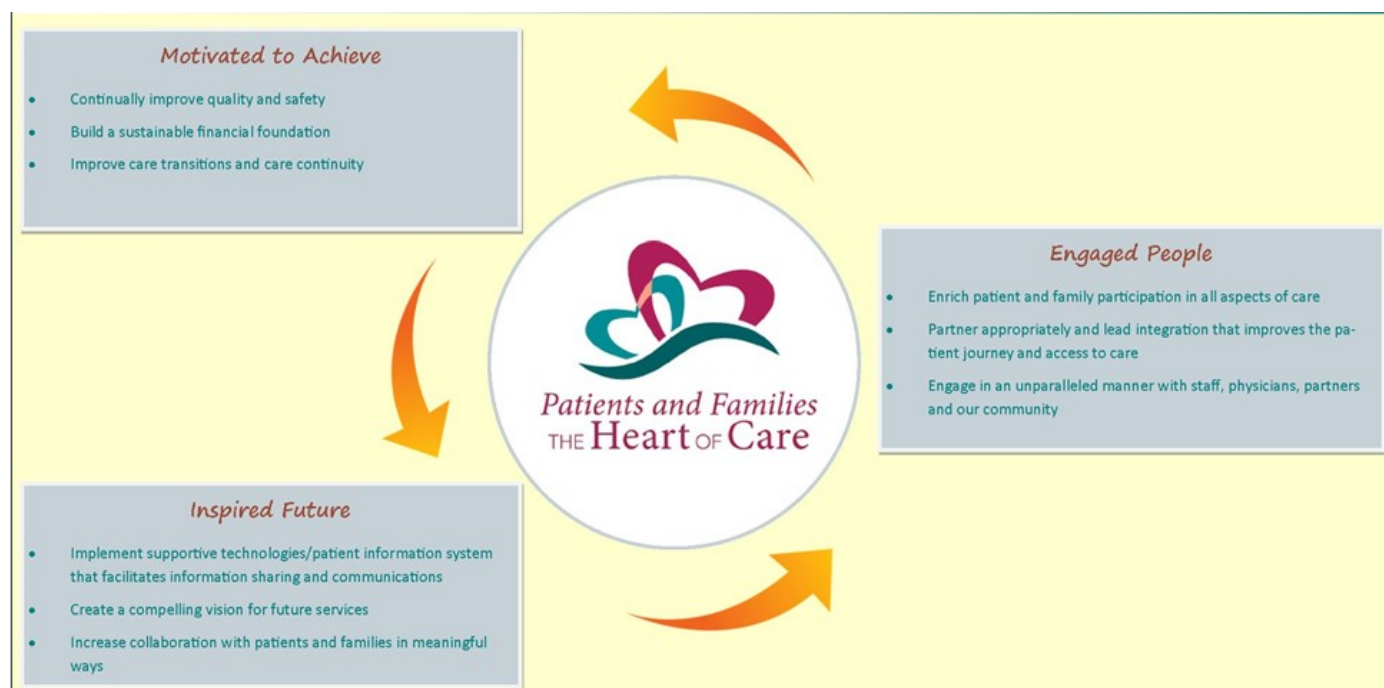 Motivated to Achieve
• Continually improve quality and safety
• Build a sustainable financial foundation
• Improve care transitions and care continuity
Patients and Families
THE Heart OF Care
Engaged People
• Enrich patient and family participation in all aspects of care
• Partner appropriately and lead integration that improves the pa-
tient journey and access to care
• Engage in an unparalleled manner with staff, physicians, partners
and our community
Inspired Future
• Implement supportive technologies/patient information system
that facilitates information sharing and communications
• Create a compelling vision for future services
• Increase collaboration with patients and families in meaningful
ways